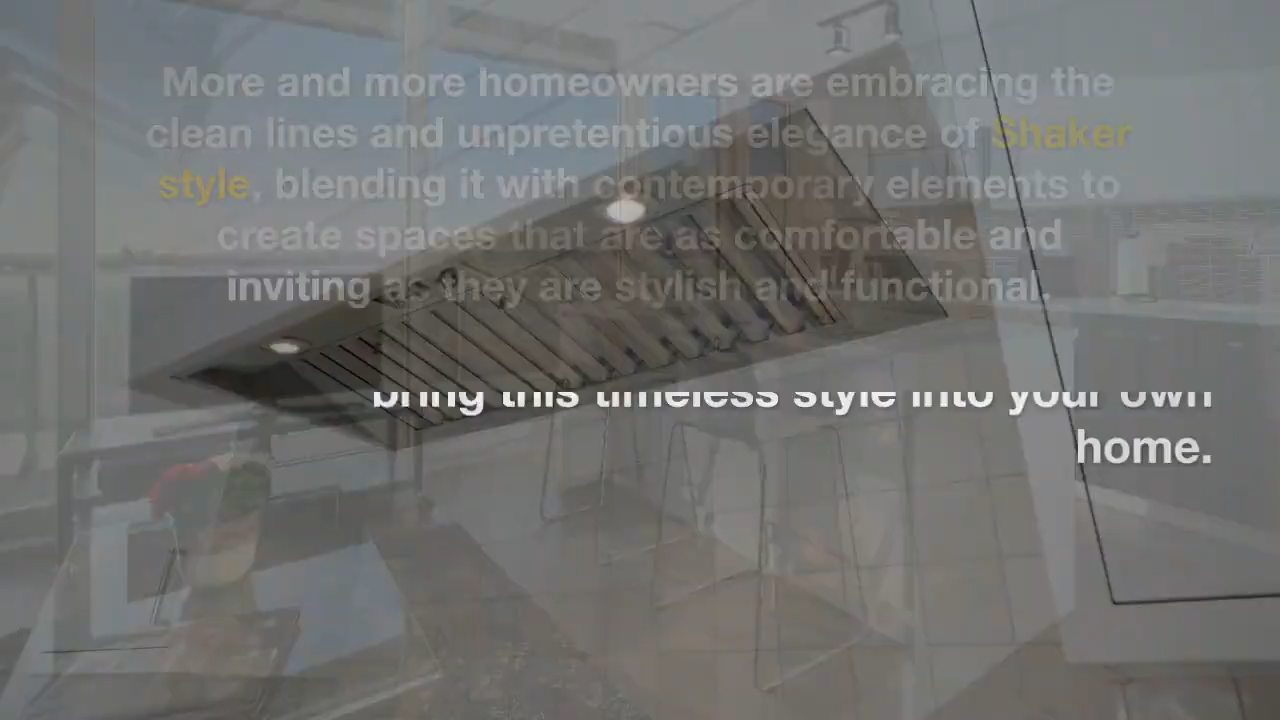 More and more homeowners are embracing the
clean lines and unpretentious elegance of Shaker
style, blending it with contemporary elements to
create spaces that are as comfortable and
inviting as they are stylish and functional.
bring this timeless style into your own
home.